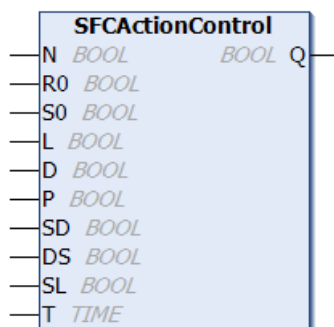 SFCActionControl
N BOOL BOOL Q
R0 BOOL
S0 BOOL
L BOOL
D BOOL
P BOOL
SD BOOL
DS BOOL
SL BOOL
T TIME